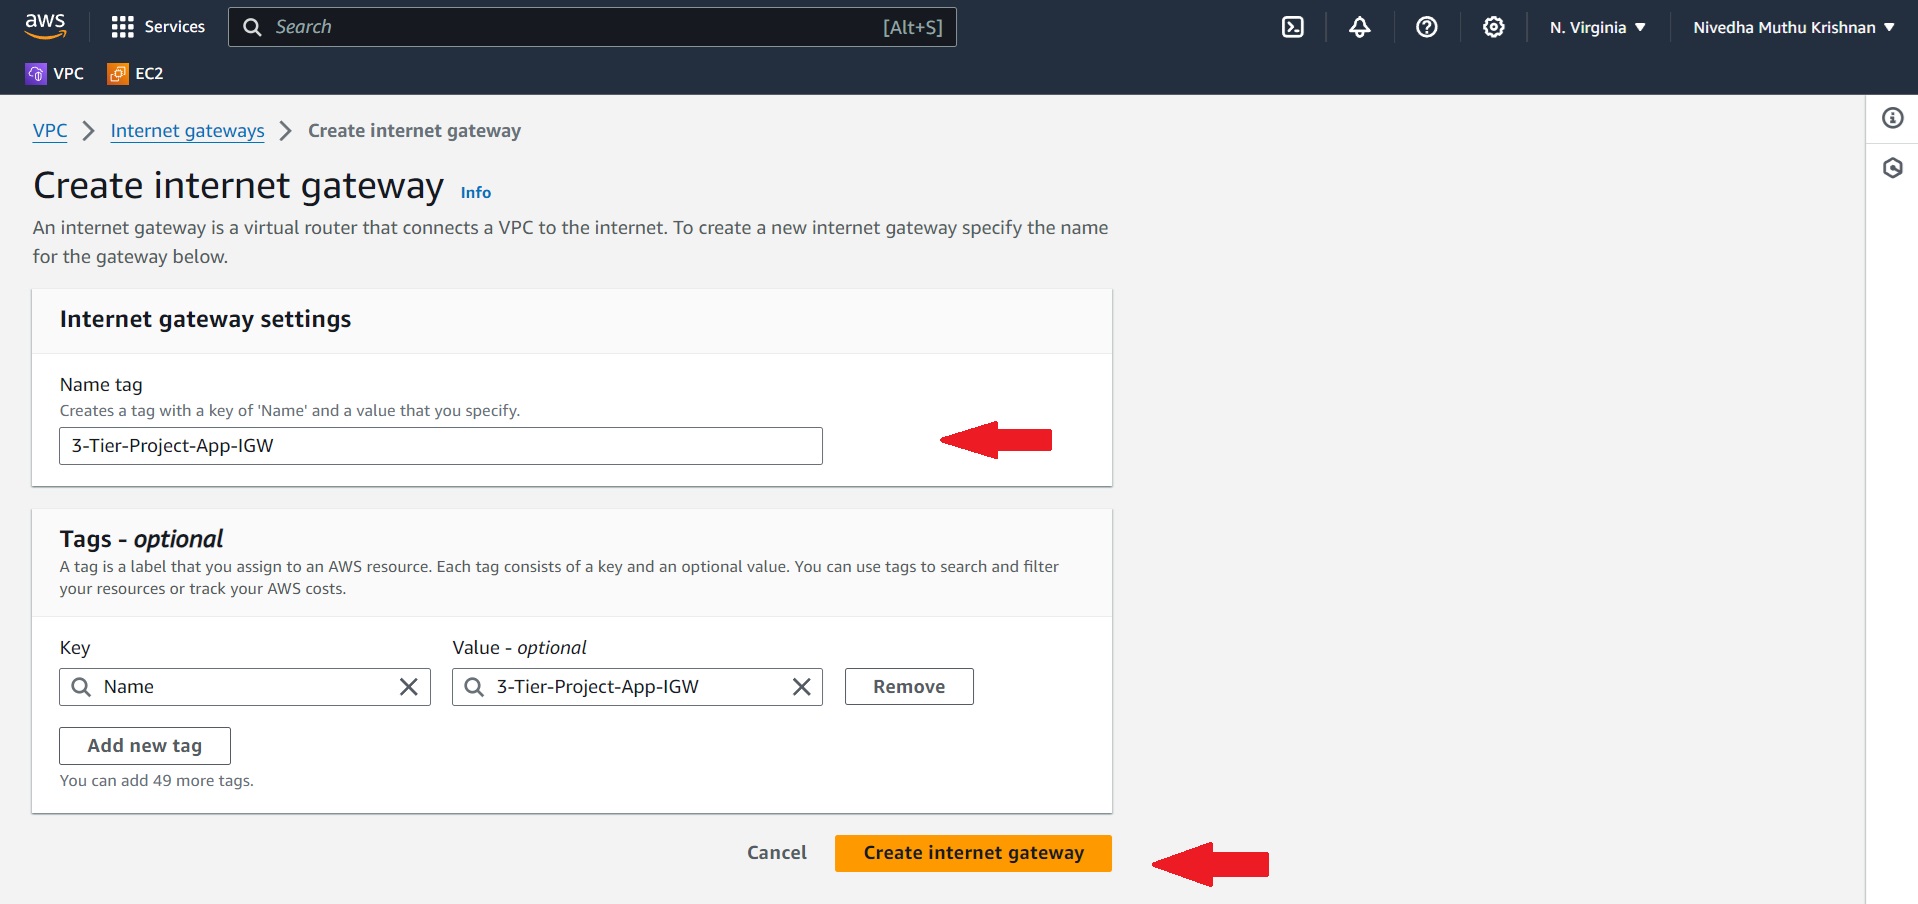 aws
Services
Search [Alt+S]
N. Virginia
Nivedha Muthu Krishnan
VPC
EC2
VPC
Internet gateways
Create internet gateway
Create internet gateway Info
An internet gateway is a virtual router that connects a VPC to the internet. To create a new internet gateway specify the name
for the gateway below.
Internet gateway settings
Name tag
Creates a tag with a key of 'Name' and a value that you specify.
3-Tier-Project-App-IGW
Tags - optional
A tag is a label that you assign to an AWS resource. Each tag consists of a key and an optional value. You can use tags to search and filter
your resources or track your AWS costs.
Key
Value - optional
Name
3-Tier-Project-App-IGW
Remove
Add new tag
You can add 49 more tags.
Cancel
Create internet gateway